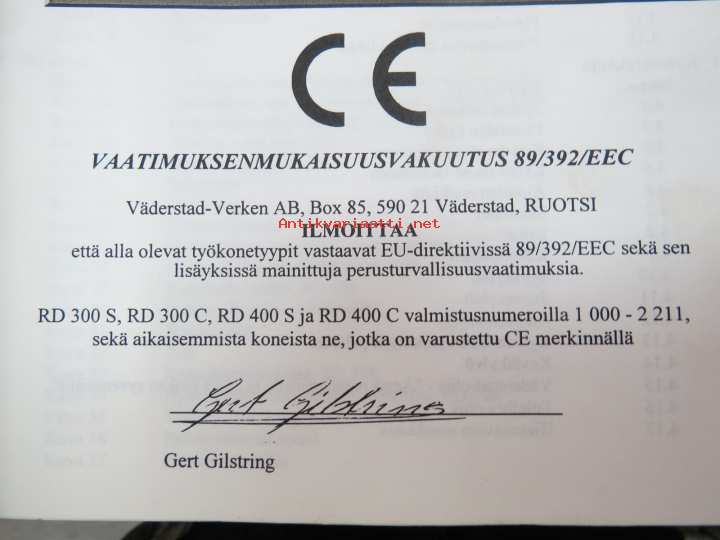 CE
VAATIMUKSENMUKAISUUSVAKUUTUS 89/392/EEC
Väderstad-Verken AB, Box 85, 590 21 Väderstad, RUOTSI
Antikvariaatti.net
ILMOITTAA
että alla olevat työkonetyypit vastaavat EU-direktiivissä 89/392/EEC sekä sen
lisäyksissä mainittuja perusturvallisuusvaatimuksia.
RD 300 S, RD 300 C, RD 400 S ja RD 400 C valmistusnumeroilla 1 000 - 2 211,
sekä aikaisemmista koneista ne, jotka on varustettu CE merkinnällä
Gert Gilstring
Gert Gilstring